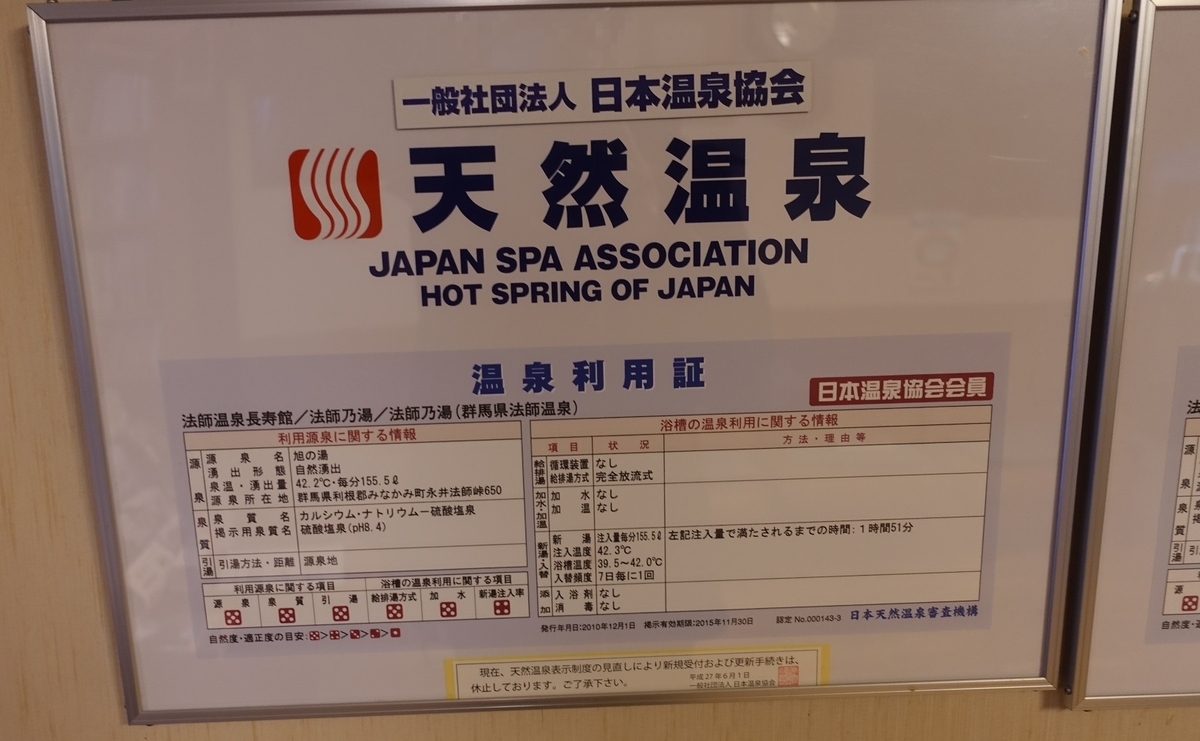 一般社団法人 日本温泉協会
天然温泉
JAPAN SPA ASSOCIATION
HOT SPRING OF JAPAN
温泉利用証
日本温泉協会会員
法師温泉長寿館／法師乃湯／法師乃湯(群馬県法師温泉)
利用源泉に関する情報
源泉
源泉名 旭の湯
湧出形態 自然湧出
泉温・湧出量 42.2℃・毎分155.5ℓ
源泉所在地 群馬県利根郡みなかみ町永井法師峠650
泉質
泉質名 カルシウム・ナトリウムー硫酸塩泉
掲示用泉質名 硫酸塩泉(pH8.4)
引湯
引湯方法・距離 源泉地
利用源泉に関する項目 浴槽の温泉利用に関する項目
源泉 泉質 引湯 給排湯方式 加水 新湯注入率
自然度・適正度の目安:
浴槽の温泉利用に関する情報
項目 状況 方法・理由等
給排湯
循環装置 なし
給排湯方式 完全放流式
加水・加温
加水 なし
加温 なし
新湯・入替
新湯 注入量毎分155.5ℓ 左記注入量で満たされるまでの時間:1時間51分
注入温度 42.3℃
浴槽温度 39.5〜42.0℃
入替頻度 7日毎に1回
添加
入浴剤 なし
消毒 なし
発行年月日:2010年12月1日 掲示有効期限:2015年11月30日 認定 No.000143-3 日本天然温泉審査機構
現在、天然温泉表示制度の見直しにより新規受付および更新手続きは、
休止しております。ご了承下さい。
平成27年6月1日
一般社団法人 日本温泉協会